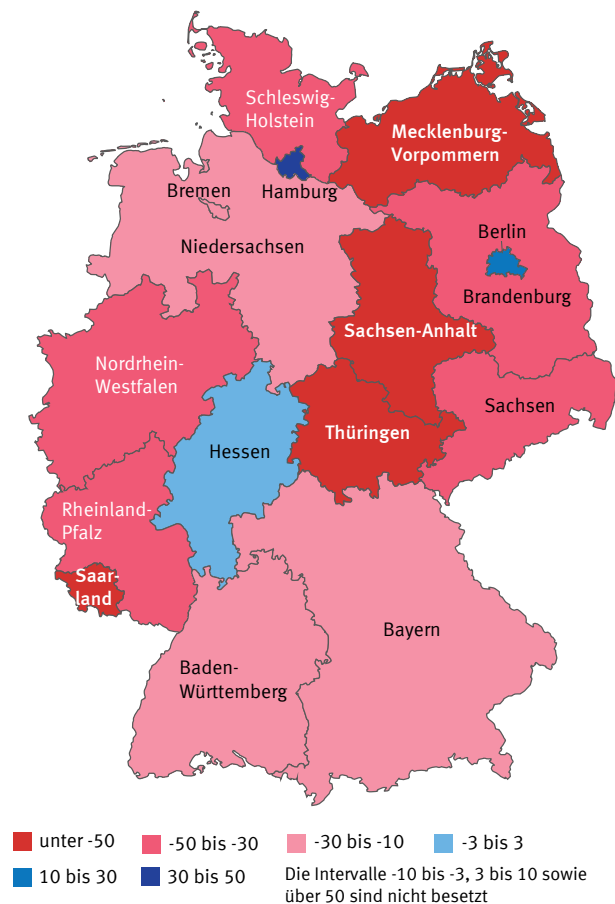 Schleswig-
Holstein
Mecklenburg-
Vorpommern
Bremen
Hamburg
Niedersachsen
Berlin
Brandenburg
Sachsen-Anhalt
Nordrhein-
Westfalen
Sachsen
Thüringen
Hessen
Rheinland-
Pfalz
Saar-
land
Bayern
Baden-
Württemberg
unter -50
-50 bis -30
-30 bis -10
-3 bis 3
10 bis 30
30 bis 50
Die Intervalle -10 bis -3, 3 bis 10 sowie
über 50 sind nicht besetzt